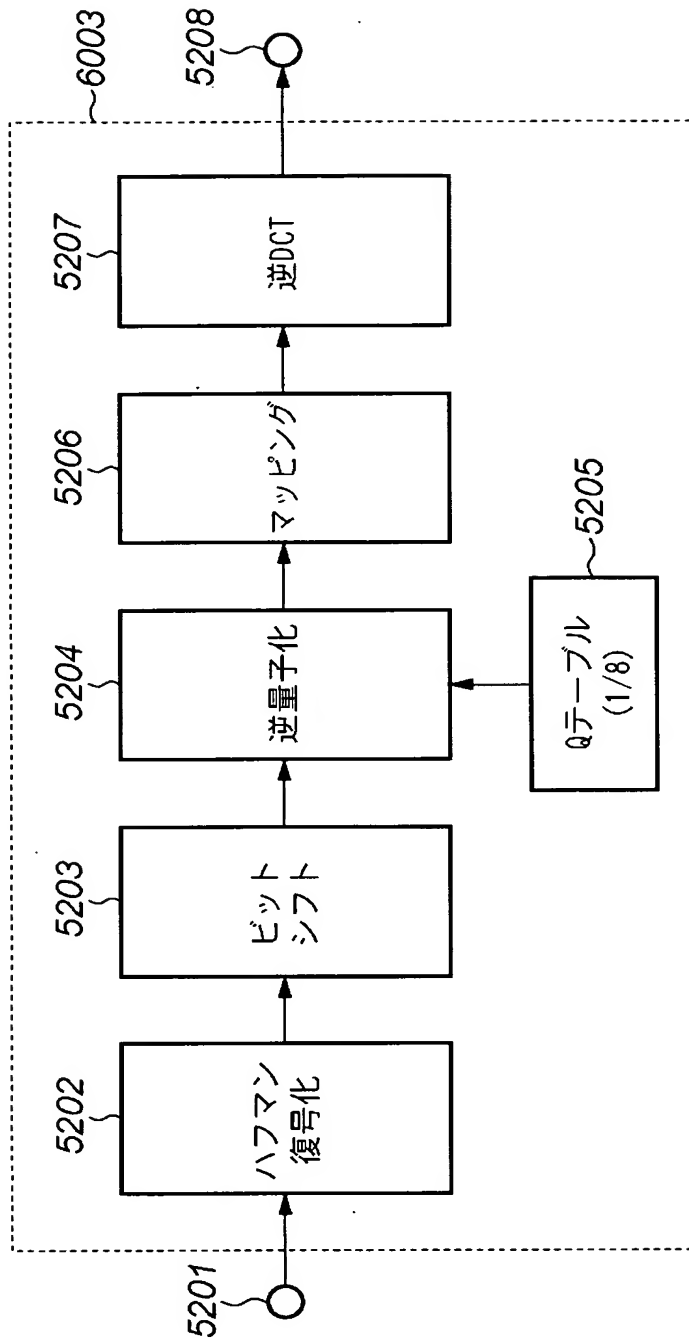 6003
5201
5202
ハフマン
復号化
5203
ビット
シフト
5204
逆量子化
5205
Qテーブル
(1/8)
5206
マッピング
5207
逆DCT
5208